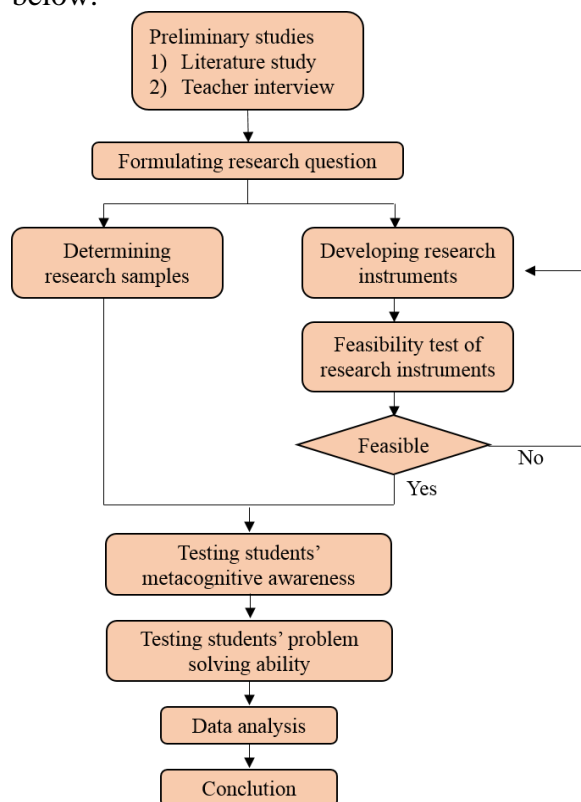 below.
Preliminary studies
1) Literature study
2) Teacher interview
Formulating research question
Determining
research samples
Developing research
instruments
Feasibility test of
research instruments
Feasible
No
Yes
Testing students’
metacognitive awareness
Testing students’ problem
solving ability
Data analysis
Conclution